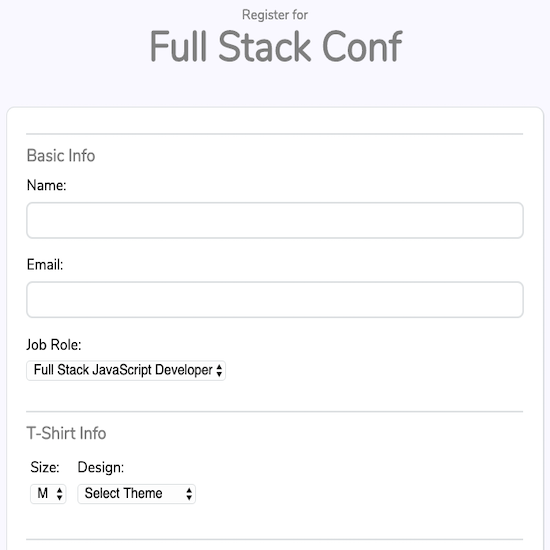 Register for
Full Stack Conf
Basic Info
Name:
Email:
Job Role:
Full Stack JavaScript Developer
T-Shirt Info
Size: Design:
M Select Theme